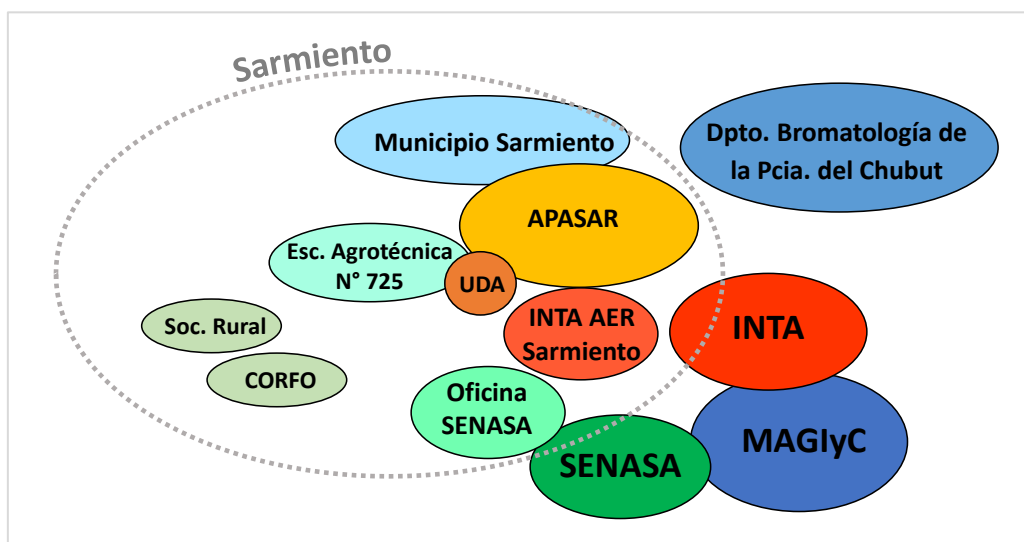 Sarmiento
Municipio Sarmiento
Dpto. Bromatología de
la Pcia. del Chubut
APASAR
Esc. Agrotécnica
N° 725
UDA
Soc. Rural
INTA AER
Sarmiento
INTA
CORFO
Oficina
SENASA
MAGIyC
SENASA